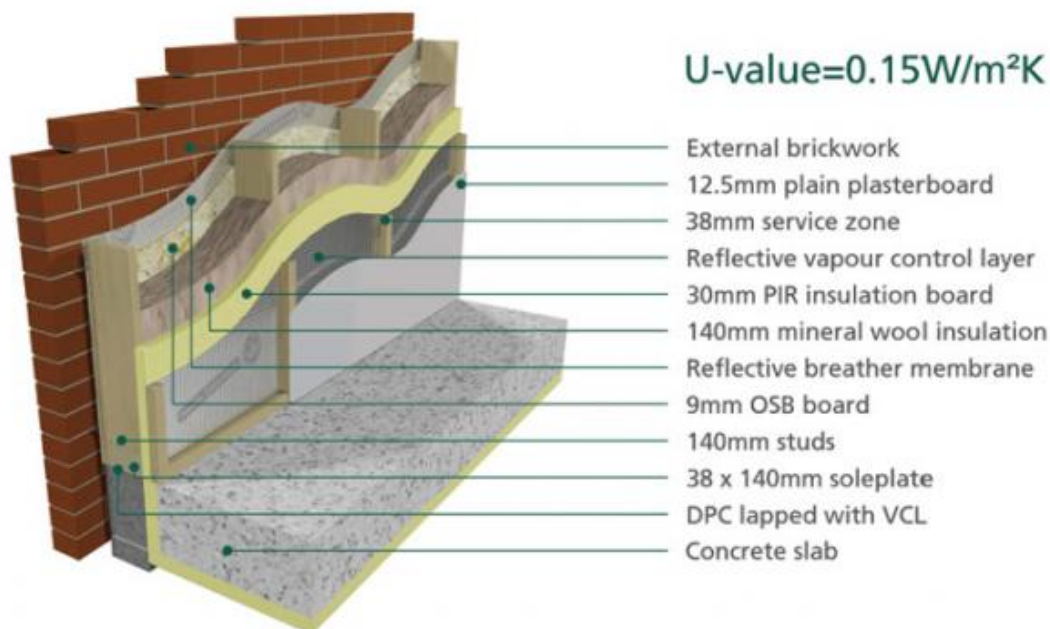 U-value=0.15W/m²K
External brickwork
12.5mm plain plasterboard
38mm service zone
Reflective vapour control layer
30mm PIR insulation board
140mm mineral wool insulation
Reflective breather membrane
9mm OSB board
140mm studs
38 x 140mm soleplate
DPC lapped with VCL
Concrete slab